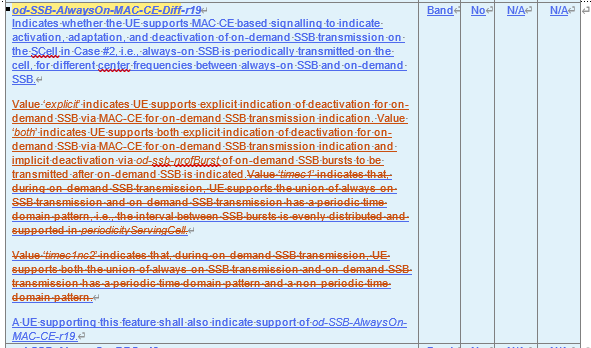 od-SSB-AlwaysOn-MAC-CE-Diff-r19 Band No N/A N/A
Indicates whether the UE supports MAC-CE based signalling to indicate
activation, adaptation, and deactivation of on-demand SSB transmission on
the SCell in Case #2, i.e., always-on SSB is periodically transmitted on the
cell, for different center frequencies between always-on SSB and on-demand
SSB.
Value 'explicit' indicates UE supports explicit indication of deactivation for on-
demand SSB via MAC-CE for on-demand SSB transmission indication. Value
'both' indicates UE supports both explicit indication of deactivation for on-
demand SSB via MAC-CE for on-demand SSB transmission indication and
implicit deactivation via od-ssb-nrofBurst of on-demand SSB bursts to be
transmitted after on-demand SSB is indicated. Value 'timec1' indicates that,
during on-demand SSB transmission, UE supports the union of always-on
SSB transmission and on-demand SSB transmission has a periodic time
domain pattern, i.e., the interval between SSB bursts is evenly distributed and
supported in periodicityServingCell.
Value 'timec1nc2' indicates that, during on-demand SSB transmission, UE
supports both the union of always-on SSB transmission and on-demand SSB
transmission has a periodic time domain pattern and a non-periodic time
domain pattern.
A UE supporting this feature shall also indicate support of od-SSB-AlwaysOn-
MAC-CE-r19.